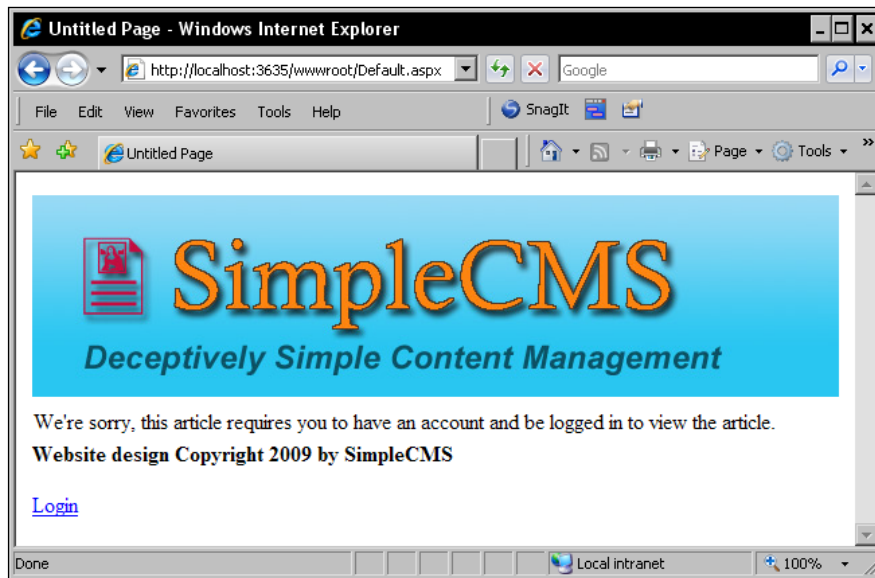 Untitled Page - Windows Internet Explorer
http://localhost:3635/wwwroot/Default.aspx
Google
File Edit View Favorites Tools Help
SnagIt
Untitled Page
Page
Tools
»
SimpleCMS
Deceptively Simple Content Management
We're sorry, this article requires you to have an account and be logged in to view the article.
Website design Copyright 2009 by SimpleCMS
Login
Done
Local intranet
100%